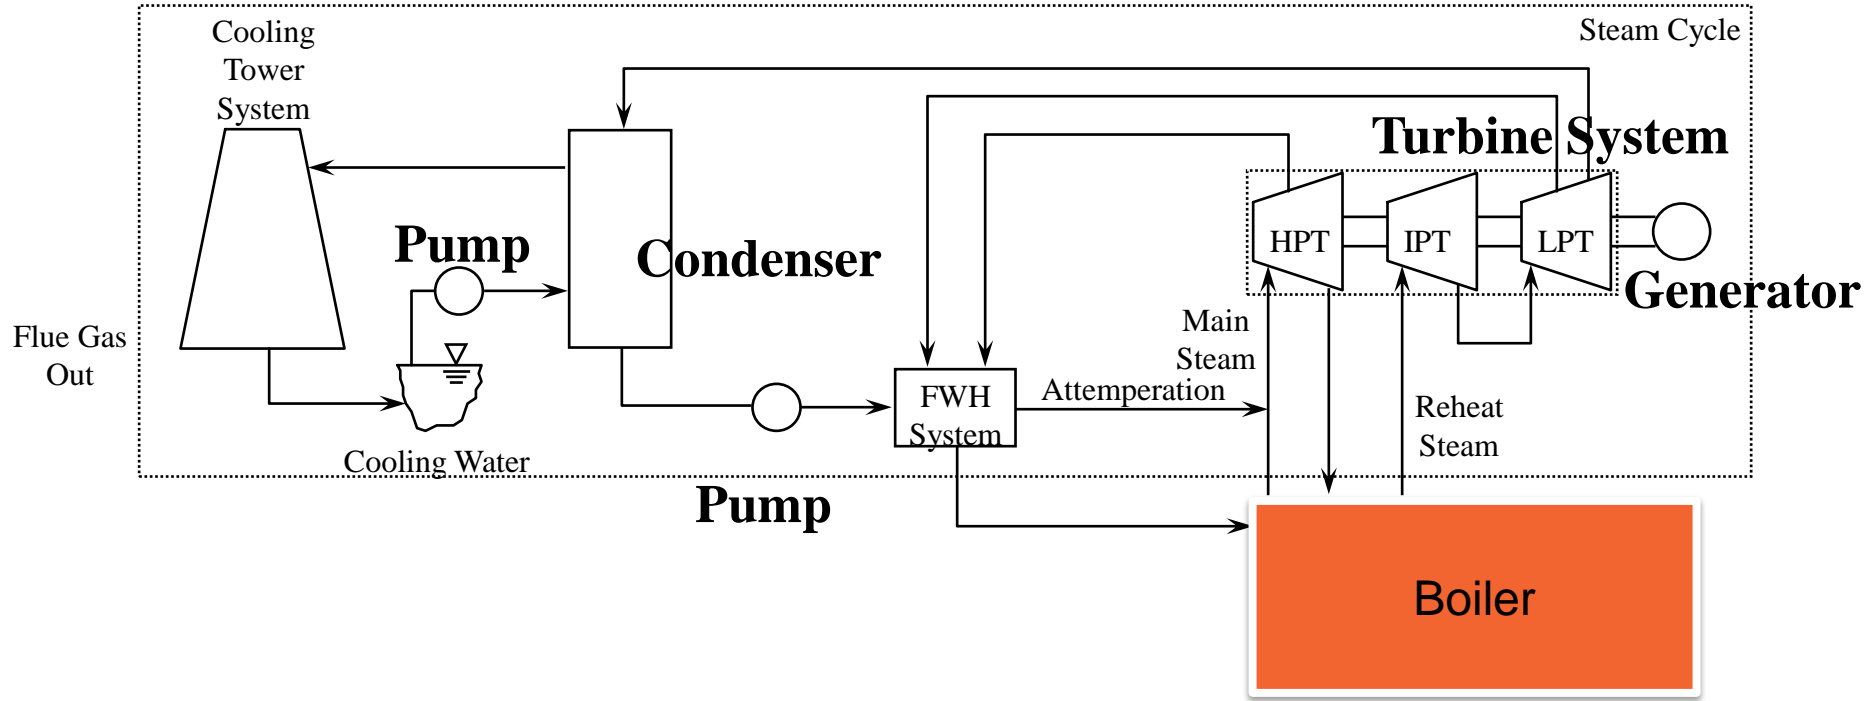 Cooling
Tower
System
Steam Cycle
Turbine System
Pump
Condenser
HPT
IPT
LPT
Generator
Flue Gas
Out
Main
Steam
FWH
System
Attemperation
Reheat
Steam
Cooling Water
Pump
Boiler